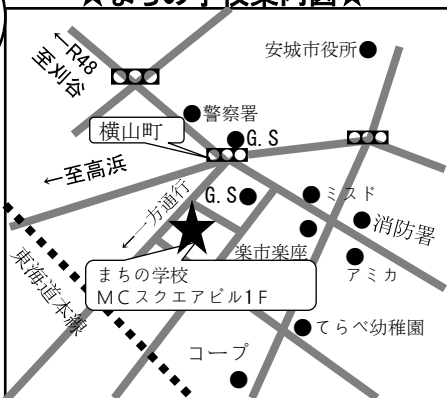 ★まちの学校案内図★
←R48
至刈谷
安城市役所
警察署
横山町
G.S
←至高浜
←一方通行
G.S
ミスド
消防署
楽市楽座
アミカ
東海道本線
まちの学校
MCスクエアビル1F
てらべ幼稚園
コープ